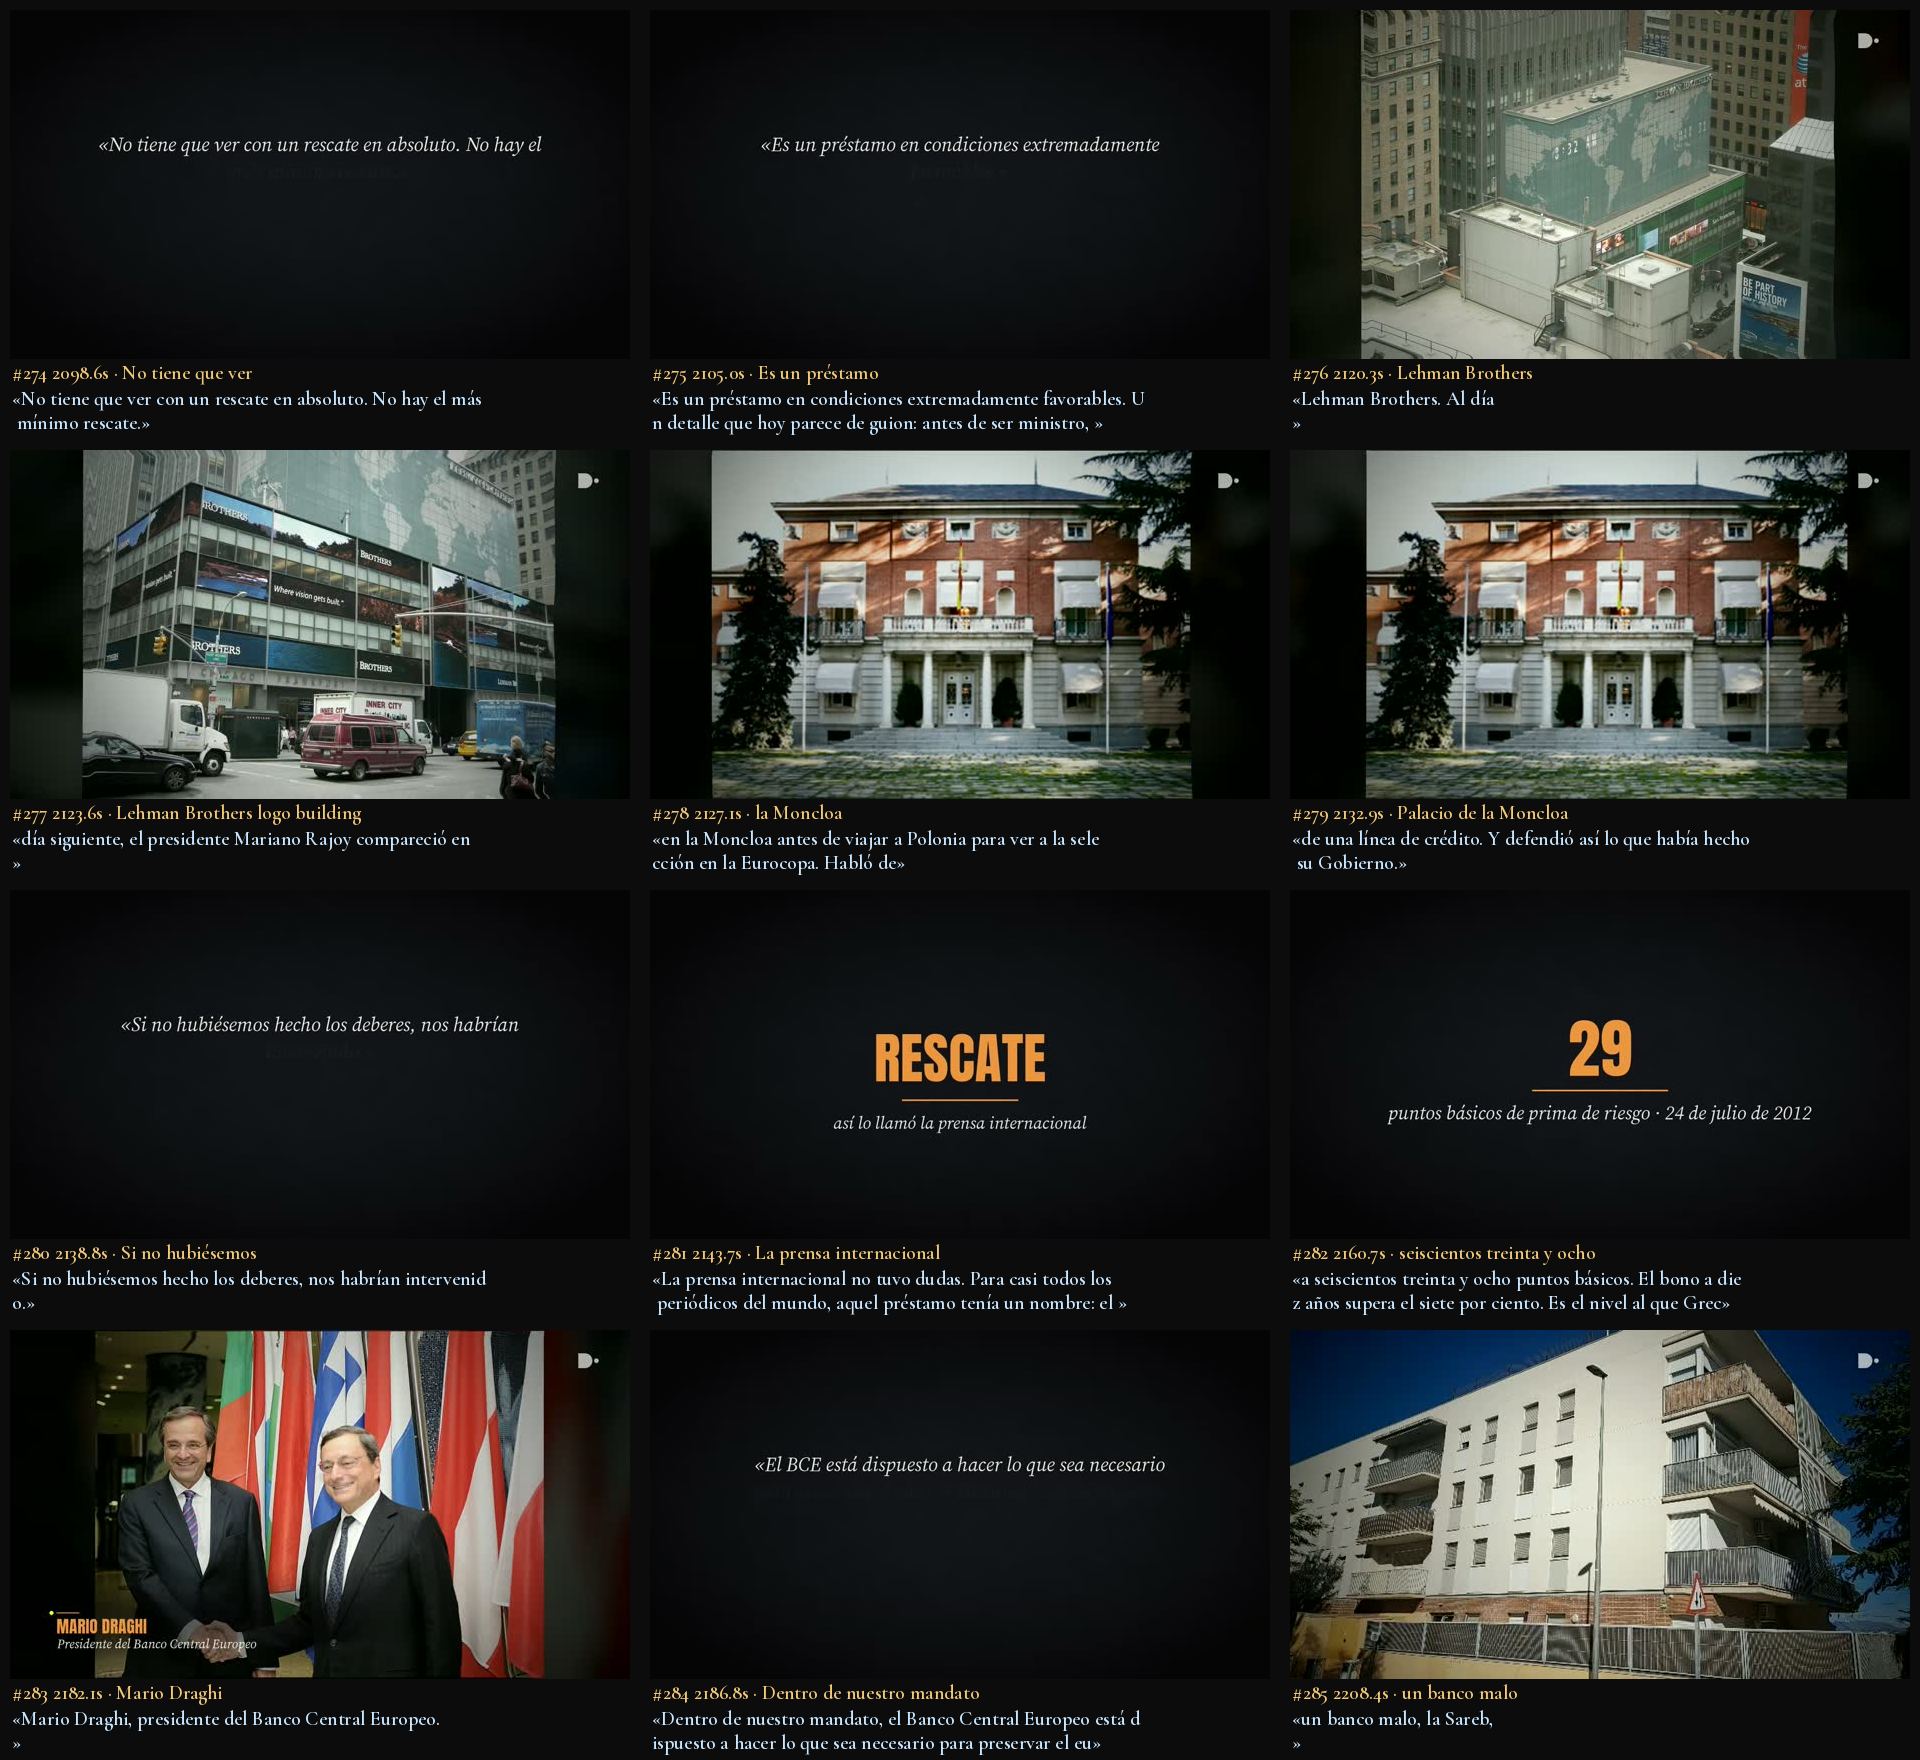 «No tiene que ver con un rescate en absoluto. No hay el
#274 2098.6s · No tiene que ver
«No tiene que ver con un rescate en absoluto. No hay el más
mínimo rescate.»
«Es un préstamo en condiciones extremadamente
#275 2105.0s · Es un préstamo
«Es un préstamo en condiciones extremadamente favorables. U
n detalle que hoy parece de guion: antes de ser ministro, »
The
at
8:32 AM
BE PART
OF HISTORY
#276 2120.3s · Lehman Brothers
«Lehman Brothers. Al día
»
BROTHERS
BROTHERS
Where vision gets built.
BROTHERS
BROTHERS
INNER CITY
INNER CITY
#277 2123.6s · Lehman Brothers logo building
«día siguiente, el presidente Mariano Rajoy compareció en
»
#278 2127.1s · la Moncloa
«en la Moncloa antes de viajar a Polonia para ver a la sele
cción en la Eurocopa. Habló de»
#279 2132.9s · Palacio de la Moncloa
«de una línea de crédito. Y defendió así lo que había hecho
su Gobierno.»
«Si no hubiésemos hecho los deberes, nos habrían
#280 2138.8s · Si no hubiésemos
«Si no hubiésemos hecho los deberes, nos habrían intervenid
o.»
RESCATE
así lo llamó la prensa internacional
#281 2143.7s · La prensa internacional
«La prensa internacional no tuvo dudas. Para casi todos los
periódicos del mundo, aquel préstamo tenía un nombre: el »
29
puntos básicos de prima de riesgo · 24 de julio de 2012
#282 2160.7s · seiscientos treinta y ocho
«a seiscientos treinta y ocho puntos básicos. El bono a die
z años supera el siete por ciento. Es el nivel al que Grec»
MARIO DRAGHI
Presidente del Banco Central Europeo
#283 2182.1s · Mario Draghi
«Mario Draghi, presidente del Banco Central Europeo.
»
«El BCE está dispuesto a hacer lo que sea necesario
#284 2186.8s · Dentro de nuestro mandato
«Dentro de nuestro mandato, el Banco Central Europeo está d
ispuesto a hacer lo que sea necesario para preservar el eu»
#285 2208.4s · un banco malo
«un banco malo, la Sareb,
»